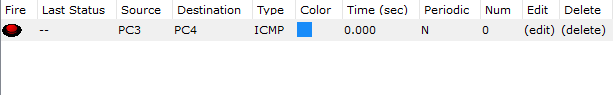 Fire Last Status Source Destination Type Color Time (sec) Periodic Num Edit Delete
-- PC3 PC4 ICMP 0.000 N 0 (edit) (delete)